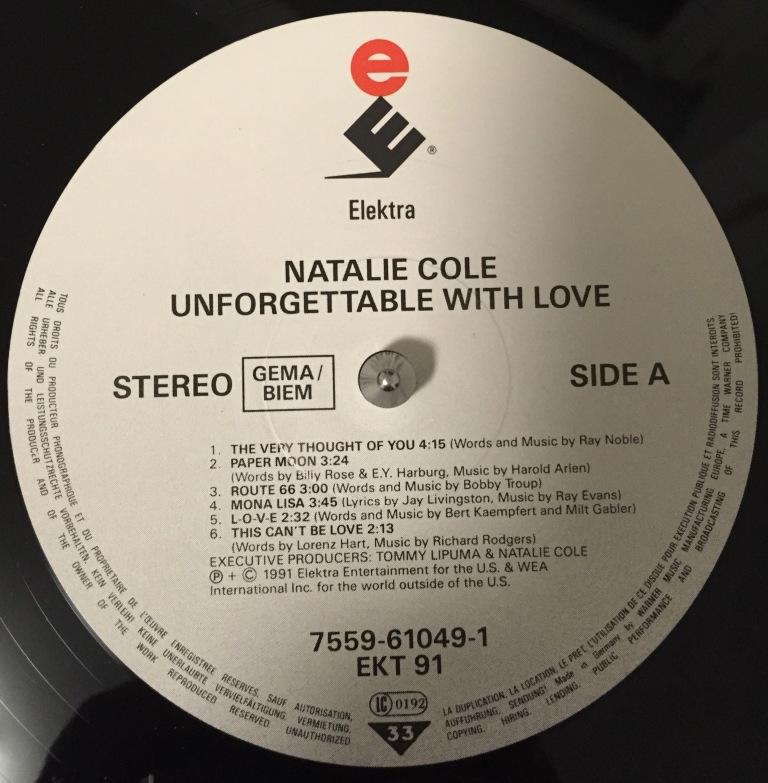 e
E®
Elektra
NATALIE COLE
UNFORGETTABLE WITH LOVE
STEREO
GEMA/
BIEM
SIDE A
1. THE VERY THOUGHT OF YOU 4:15 (Words and Music by Ray Noble)
2. PAPER MOON 3:24
(Words by Billy Rose & E.Y. Harburg, Music by Harold Arlen)
3. ROUTE 66 3:00 (Words and Music by Bobby Troup)
4. MONA LISA 3:45 (Lyrics by Jay Livingston, Music by Ray Evans)
5. L-O-V-E 2:32 (Words and Music by Bert Kaempfert and Milt Gabler)
6. THIS CAN'T BE LOVE 2:13
(Words by Lorenz Hart, Music by Richard Rodgers)
EXECUTIVE PRODUCERS: TOMMY LIPUMA & NATALIE COLE
℗ + © 1991 Elektra Entertainment for the U.S. & WEA
International Inc. for the world outside of the U.S.
7559-61049-1
EKT 91
LC 0192
33
TOUS DROITS DU PRODUCTEUR PHONOGRAPHIQUE ET DU PROPRIETAIRE DE L'ŒUVRE ENREGISTREE RESERVES. SAUF AUTORISATION,
LA DUPLICATION, LA LOCATION, LE PRET, L'UTILISATION DE CE DISQUE POUR EXECUTION PUBLIQUE ET RADIODIFFUSION SONT INTERDITS.
ALLE URHEBER UND LEISTUNGSSCHUTZRECHTE VORBEHALTEN. KEIN VERLEIH! KEINE UNERLAUBTE VERVIELFÄLTIGUNG, VERMIETUNG,
AUFFÜHRUNG, SENDUNG! Made in Germany by WARNER MUSIC MANUFACTURING EUROPE, A TIME WARNER COMPANY
ALL RIGHTS OF THE PRODUCER AND OF THE OWNER OF THE WORK REPRODUCED RESERVED UNAUTHORIZED
COPYING, HIRING, LENDING, PUBLIC PERFORMANCE AND BROADCASTING OF THIS RECORD PROHIBITED!